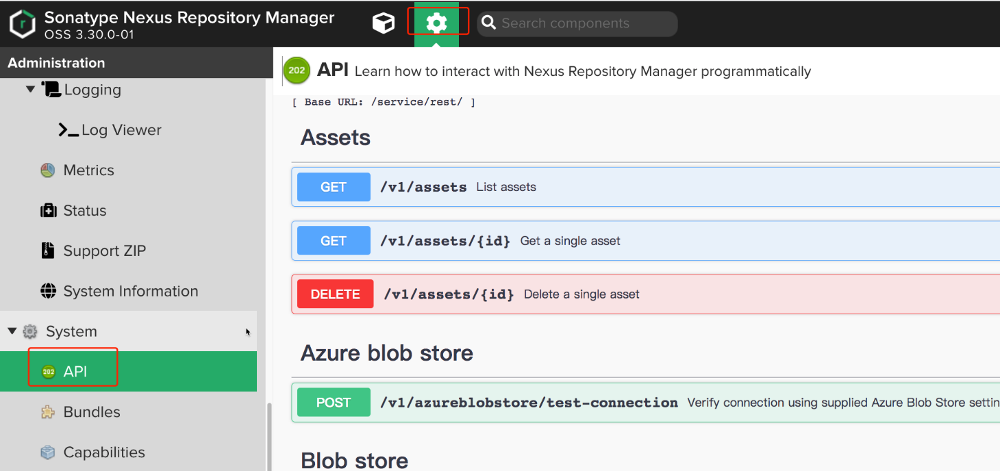 Sonatype Nexus Repository Manager
OSS 3.30.0-01
Search components
Administration
Logging
Log Viewer
Metrics
Status
Support ZIP
System Information
System
202 API
Bundles
Capabilities
202 API Learn how to interact with Nexus Repository Manager programmatically
[ Base URL: /service/rest/ ]
Assets
GET /v1/assets List assets
GET /v1/assets/{id} Get a single asset
DELETE /v1/assets/{id} Delete a single asset
Azure blob store
POST /v1/azureblobstore/test-connection Verify connection using supplied Azure Blob Store settin
Blob store